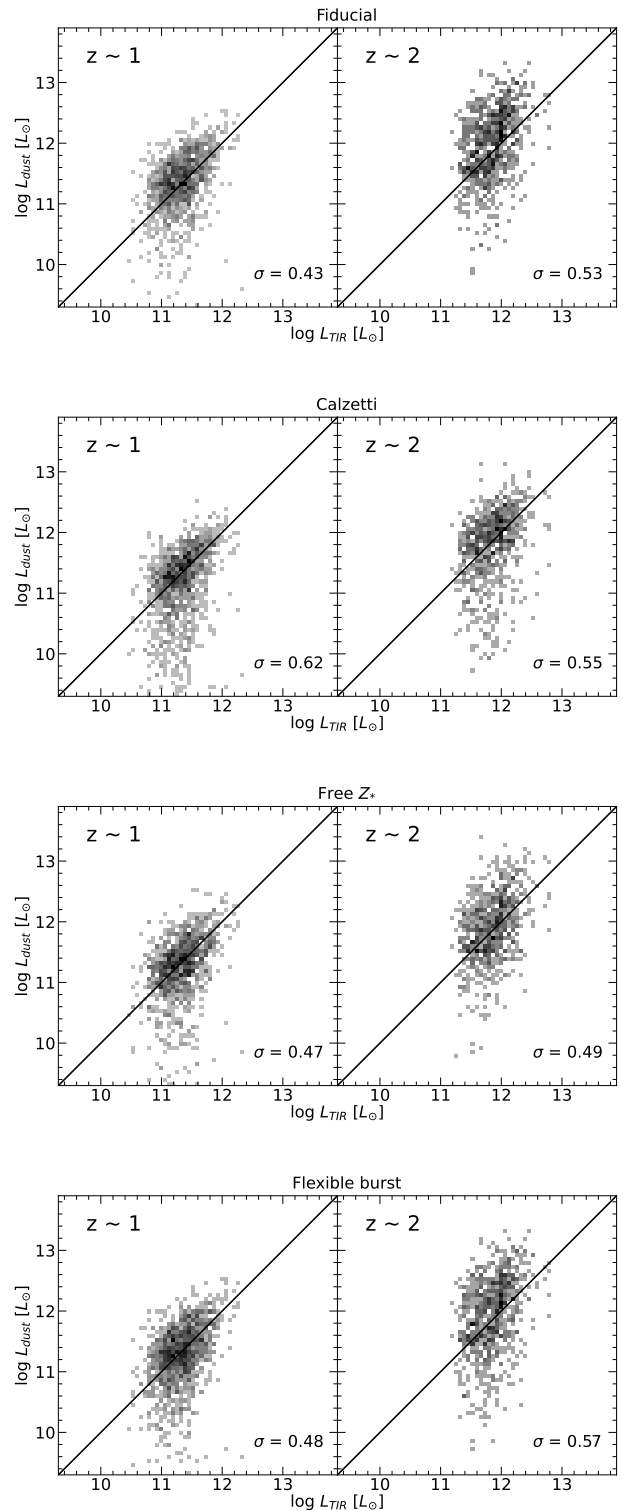 Fiducial
z ~ 1
z ~ 2
13
12
11
10
log L_dust [L_⊙]
σ = 0.43
σ = 0.53
10 11 12 13 10 11 12 13
log L_TIR [L_⊙]
Calzetti
z ~ 1
z ~ 2
13
12
11
10
log L_dust [L_⊙]
σ = 0.62
σ = 0.55
10 11 12 13 10 11 12 13
log L_TIR [L_⊙]
Free Z_*
z ~ 1
z ~ 2
13
12
11
10
log L_dust [L_⊙]
σ = 0.47
σ = 0.49
10 11 12 13 10 11 12 13
log L_TIR [L_⊙]
Flexible burst
z ~ 1
z ~ 2
13
12
11
10
log L_dust [L_⊙]
σ = 0.48
σ = 0.57
10 11 12 13 10 11 12 13
log L_TIR [L_⊙]